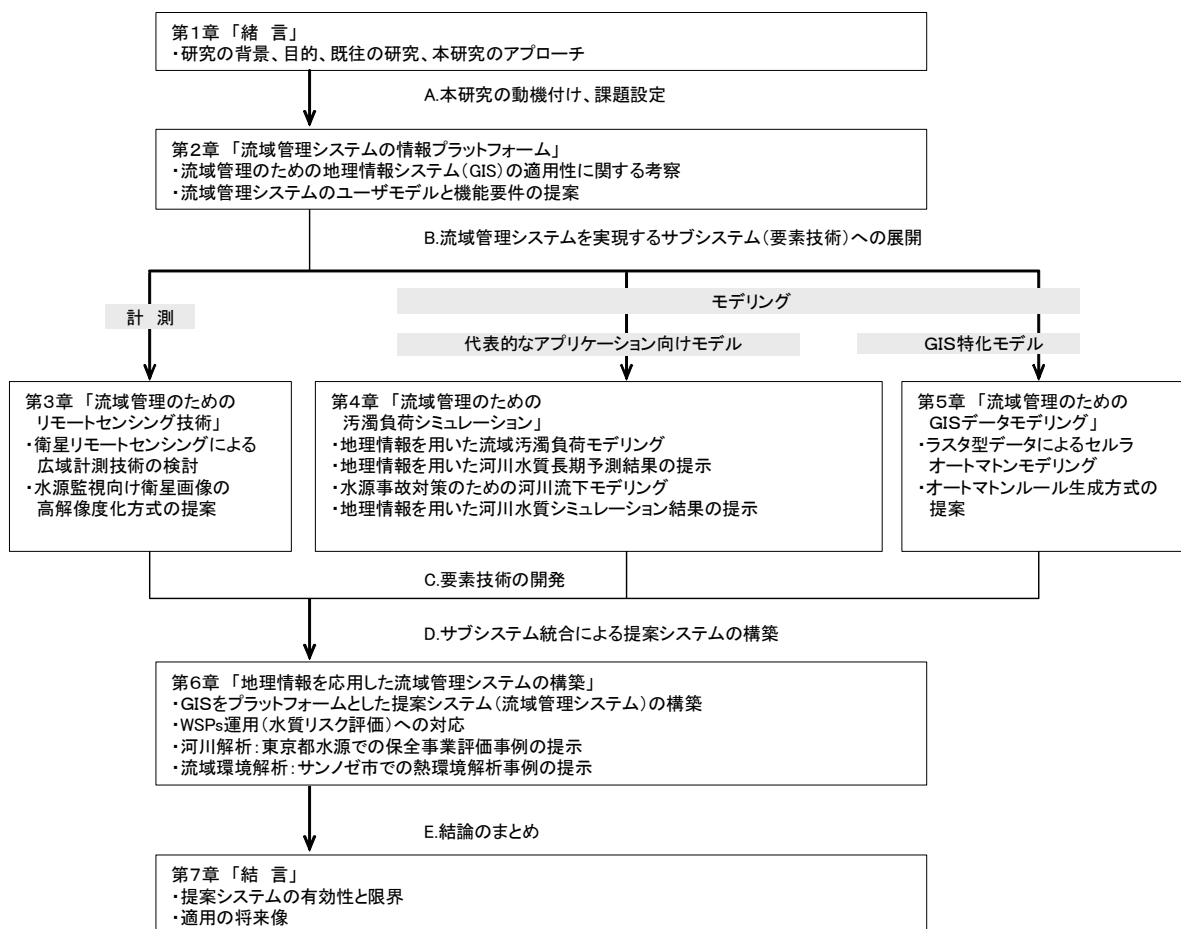 第1章 「緒 言」
・研究の背景、目的、既往の研究、本研究のアプローチ
A.本研究の動機付け、課題設定
第2章 「流域管理システムの情報プラットフォーム」
・流域管理のための地理情報システム(GIS)の適用性に関する考察
・流域管理システムのユーザモデルと機能要件の提案
B.流域管理システムを実現するサブシステム(要素技術)への展開
計 測
モデリング
代表的なアプリケーション向けモデル
GIS特化モデル
第3章 「流域管理のための
リモートセンシング技術」
・衛星リモートセンシングによる
広域計測技術の検討
・水源監視向け衛星画像の
高解像度化方式の提案
第4章 「流域管理のための
汚濁負荷シミュレーション」
・地理情報を用いた流域汚濁負荷モデリング
・地理情報を用いた河川水質長期予測結果の提示
・水源事故対策のための河川流下モデリング
・地理情報を用いた河川水質シミュレーション結果の提示
第5章 「流域管理のための
GISデータモデリング」
・ラスタ型データによるセルラ
オートマトンモデリング
・オートマトンルール生成方式の
提案
C.要素技術の開発
D.サブシステム統合による提案システムの構築
第6章 「地理情報を応用した流域管理システムの構築」
・GISをプラットフォームとした提案システム(流域管理システム)の構築
・WSPs運用(水質リスク評価)への対応
・河川解析:東京都水源での保全事業評価事例の提示
・流域環境解析:サンノゼ市での熱環境解析事例の提示
E.結論のまとめ
第7章 「結 言」
・提案システムの有効性と限界
・適用の将来像